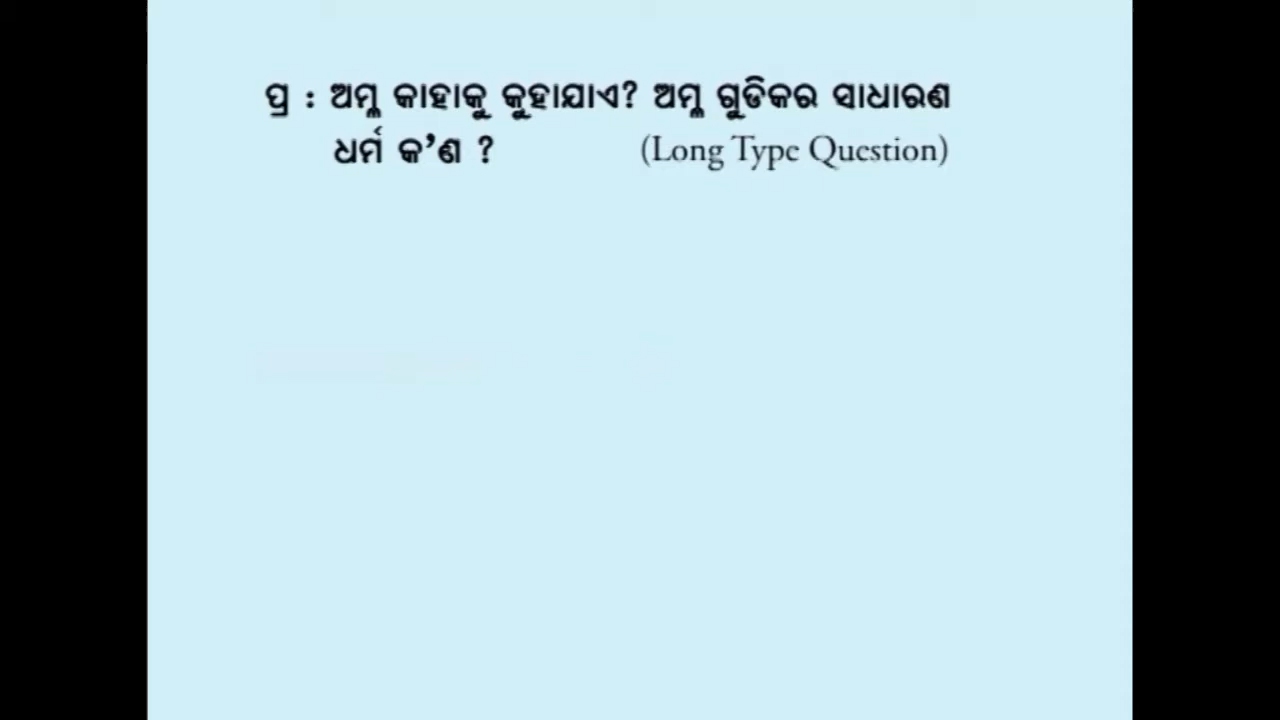 ପ୍ର : ଅମ୍ଳ କାହାକୁ କୁହାଯାଏ? ଅମ୍ଳ ଗୁଡିକର ସାଧାରଣ
ଧର୍ମ କ’ଣ ? (Long Type Question)